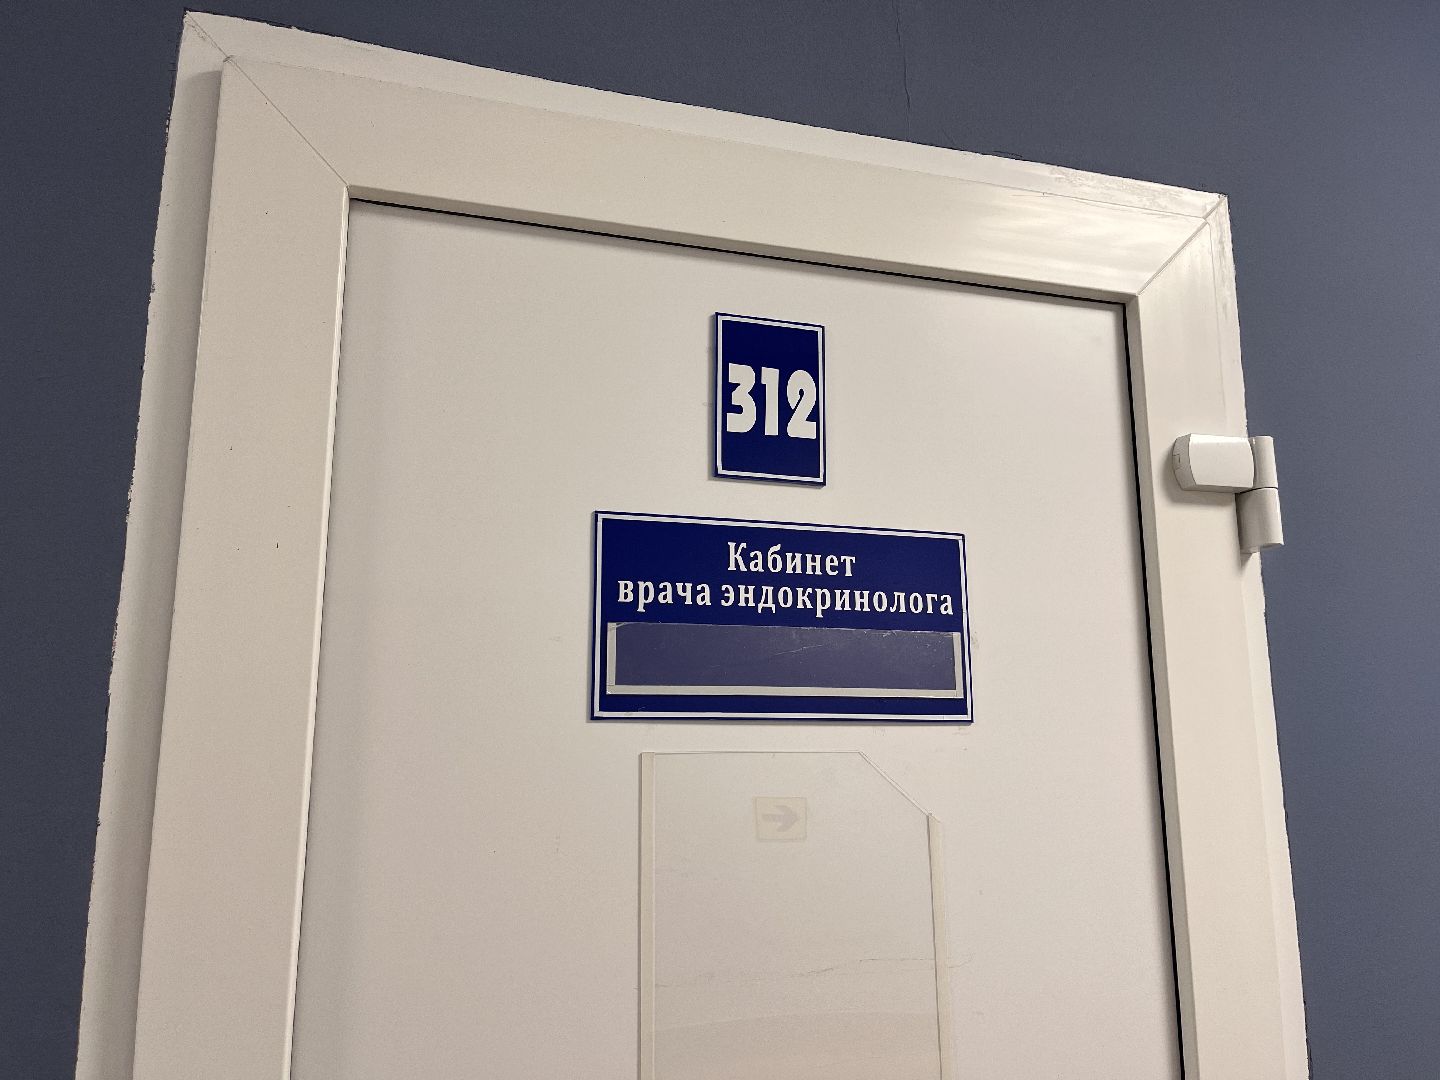 312
Кабинет
врача эндокринолога